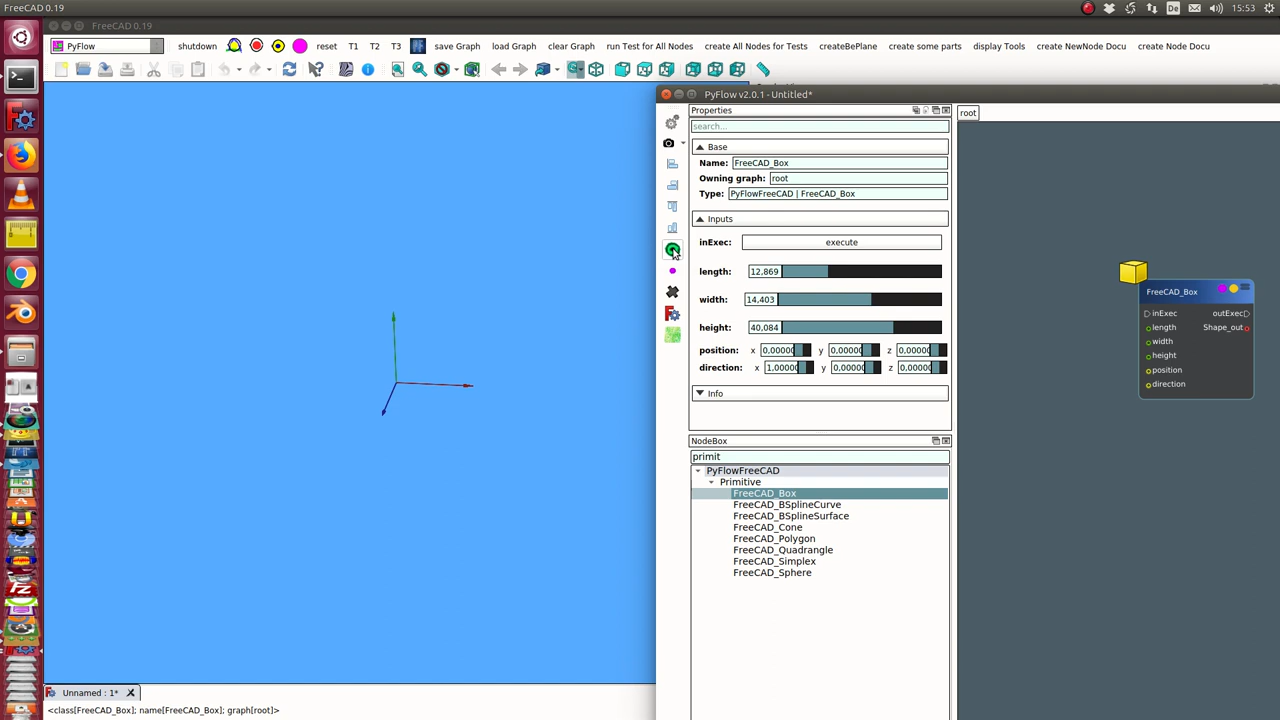 FreeCAD 0.19
De
15:53
FreeCAD 0.19
PyFlow
shutdown
reset
T1
T2
T3
save Graph
load Graph
clear Graph
run Test for All Nodes
create All Nodes for Tests
createBePlane
create some parts
display Tools
create NewNode Docu
create Node Docu
PyFlow v2.0.1 - Untitled*
Properties
root
search...
Base
Name: FreeCAD_Box
Owning graph: root
Type: PyFlowFreeCAD | FreeCAD_Box
Inputs
inExec: execute
length: 12,869
width: 14,403
height: 40,084
position: x 0,00000 y 0,00000 z 0,00000
direction: x 1,00000 y 0,00000 z 0,00000
Info
FreeCAD_Box
inExec outExec
length Shape_out
width
height
position
direction
NodeBox
primit
PyFlowFreeCAD
Primitive
FreeCAD_Box
FreeCAD_BSplineCurve
FreeCAD_BSplineSurface
FreeCAD_Cone
FreeCAD_Polygon
FreeCAD_Quadrangle
FreeCAD_Simplex
FreeCAD_Sphere
Unnamed : 1*
<class[FreeCAD_Box]; name[FreeCAD_Box]; graph[root]>